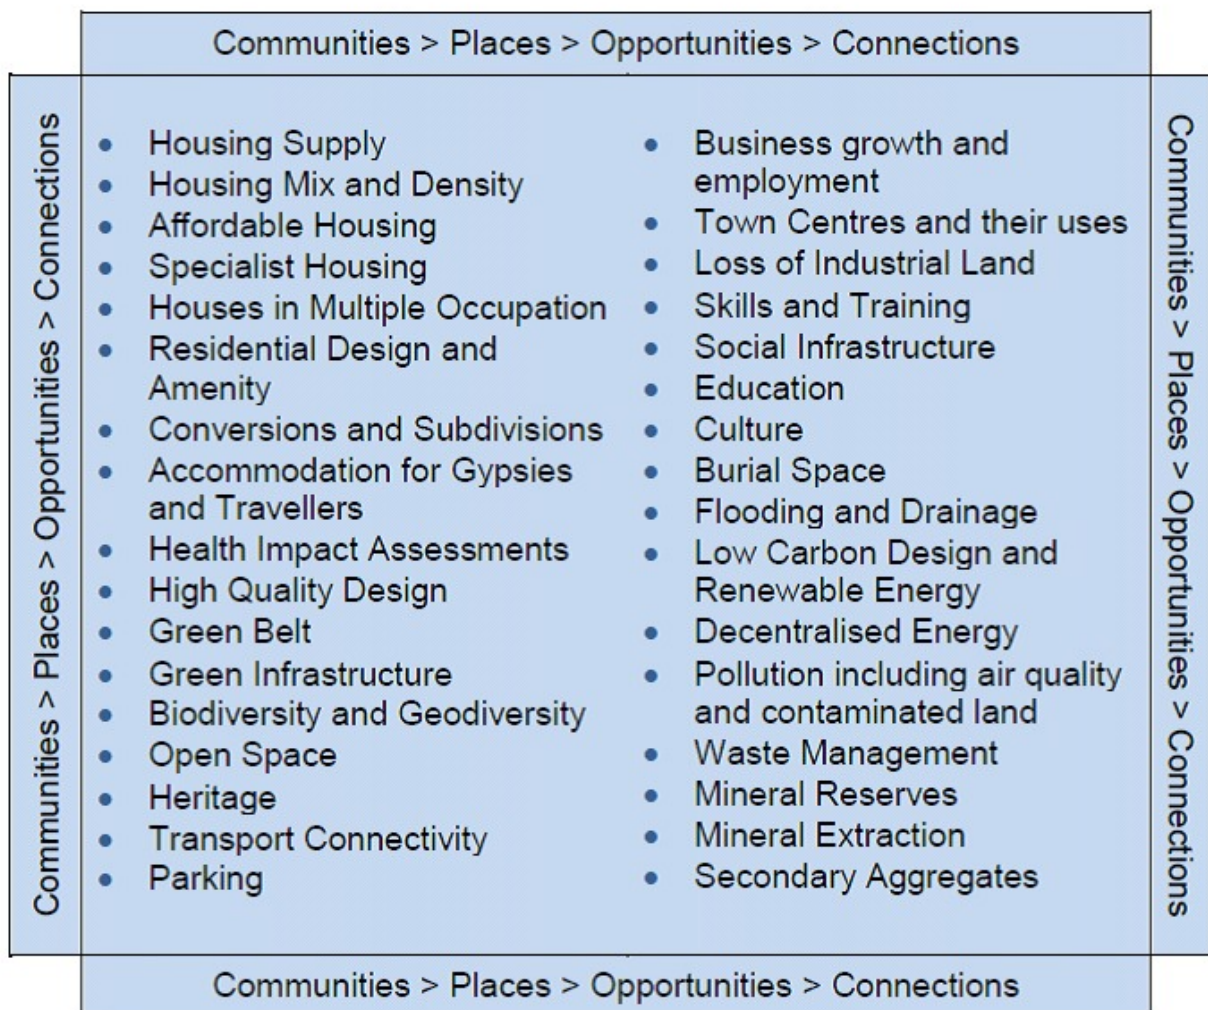 Communities > Places > Opportunities > Connections
Communities > Places > Opportunities > Connections
• Housing Supply
• Housing Mix and Density
• Affordable Housing
• Specialist Housing
• Houses in Multiple Occupation
• Residential Design and
Amenity
• Conversions and Subdivisions
• Accommodation for Gypsies
and Travellers
• Health Impact Assessments
• High Quality Design
• Green Belt
• Green Infrastructure
• Biodiversity and Geodiversity
• Open Space
• Heritage
• Transport Connectivity
• Parking
• Business growth and
employment
• Town Centres and their uses
• Loss of Industrial Land
• Skills and Training
• Social Infrastructure
• Education
• Culture
• Burial Space
• Flooding and Drainage
• Low Carbon Design and
Renewable Energy
• Decentralised Energy
• Pollution including air quality
and contaminated land
• Waste Management
• Mineral Reserves
• Mineral Extraction
• Secondary Aggregates
Communities > Places > Opportunities > Connections
Communities > Places > Opportunities > Connections